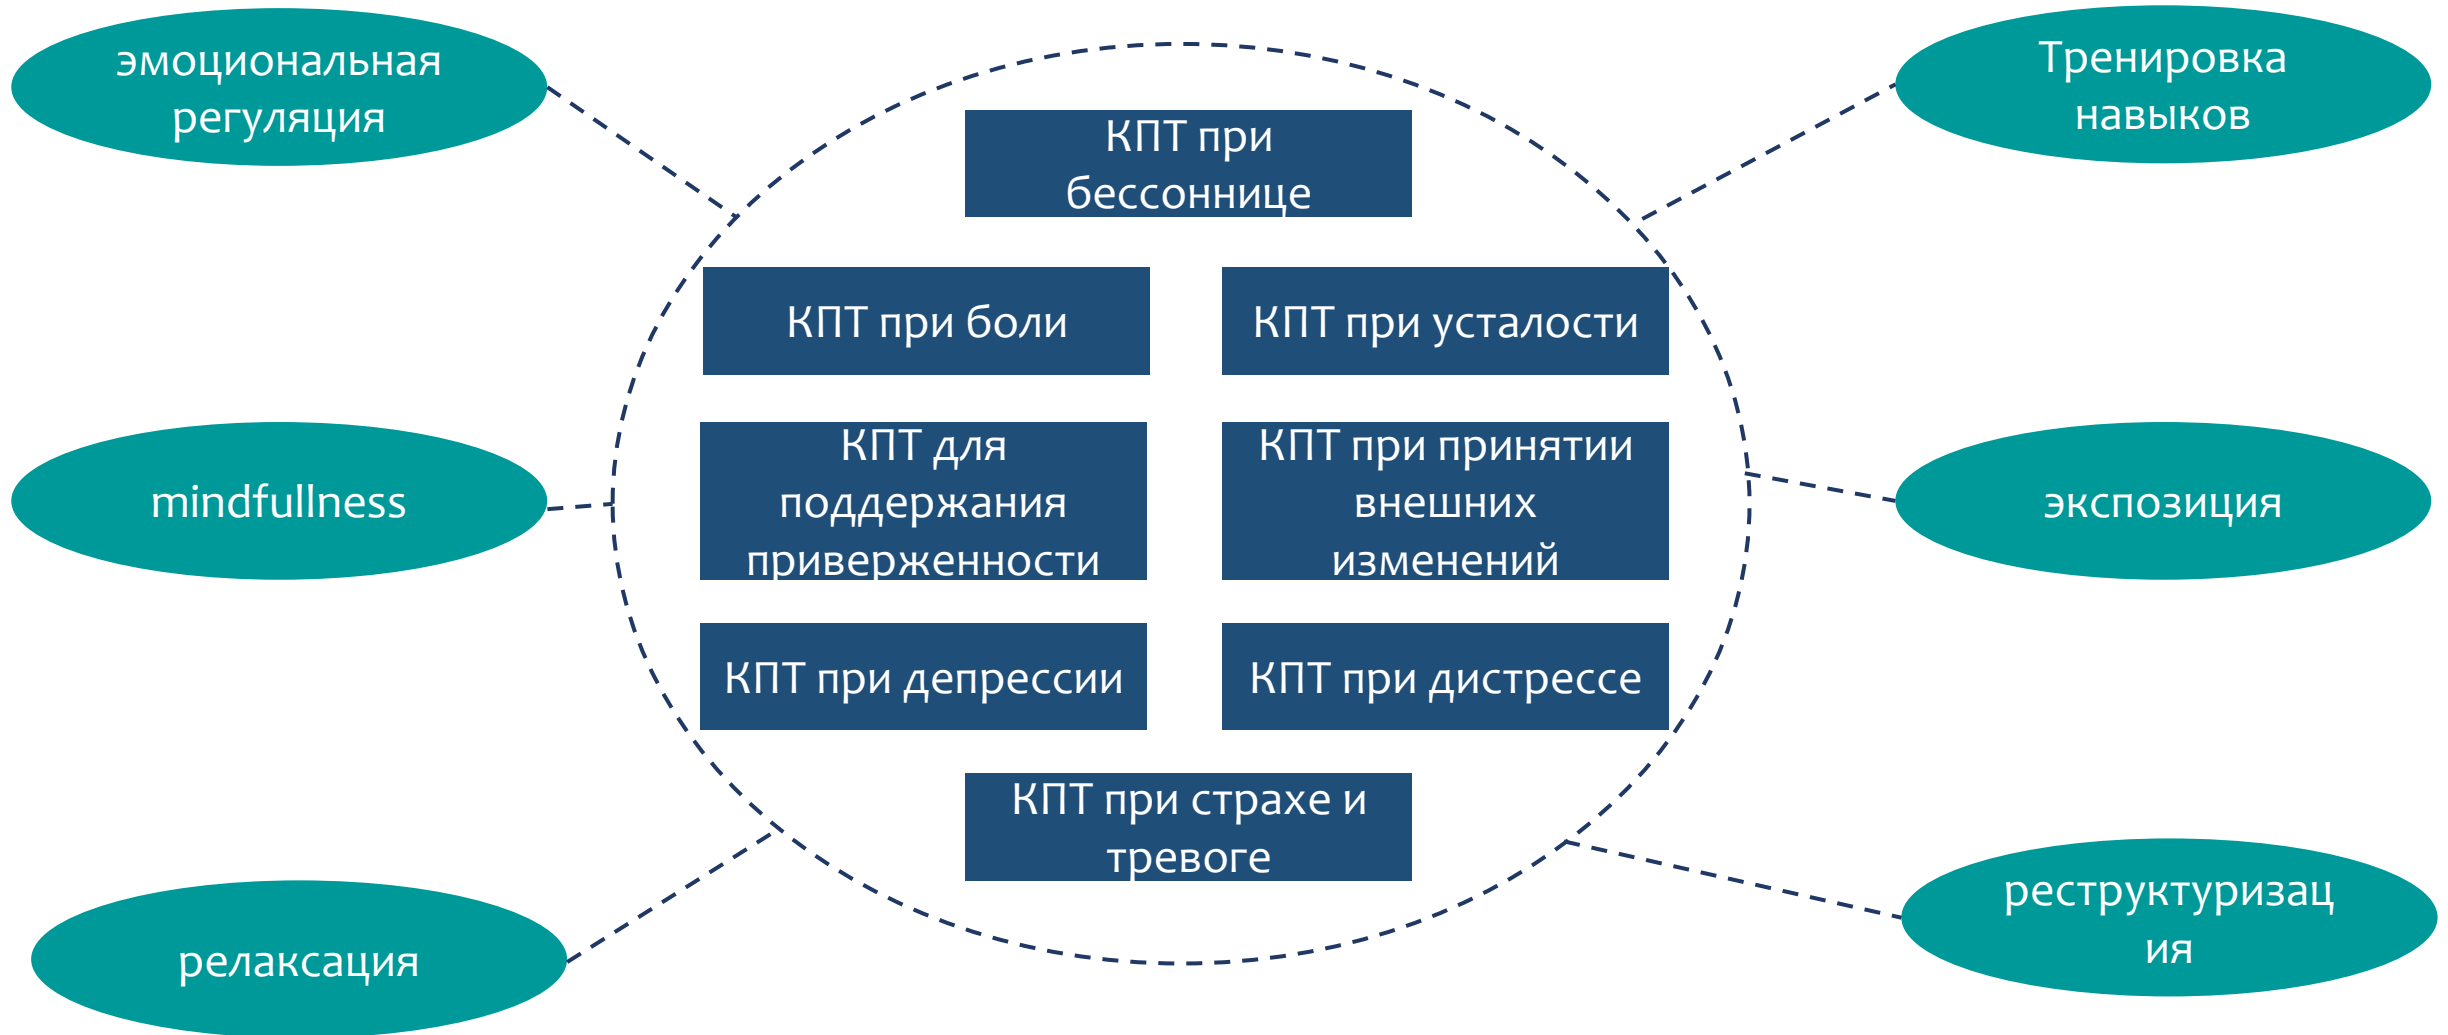 эмоциональная
регуляция
Тренировка
навыков
КПТ при
бессоннице
КПТ при боли
КПТ при усталости
КПТ для
поддержания
приверженности
КПТ при принятии
внешних
изменений
mindfullness
экспозиция
КПТ при депрессии
КПТ при дистрессе
КПТ при страхе и
тревоге
релаксация
реструктуризац
ия